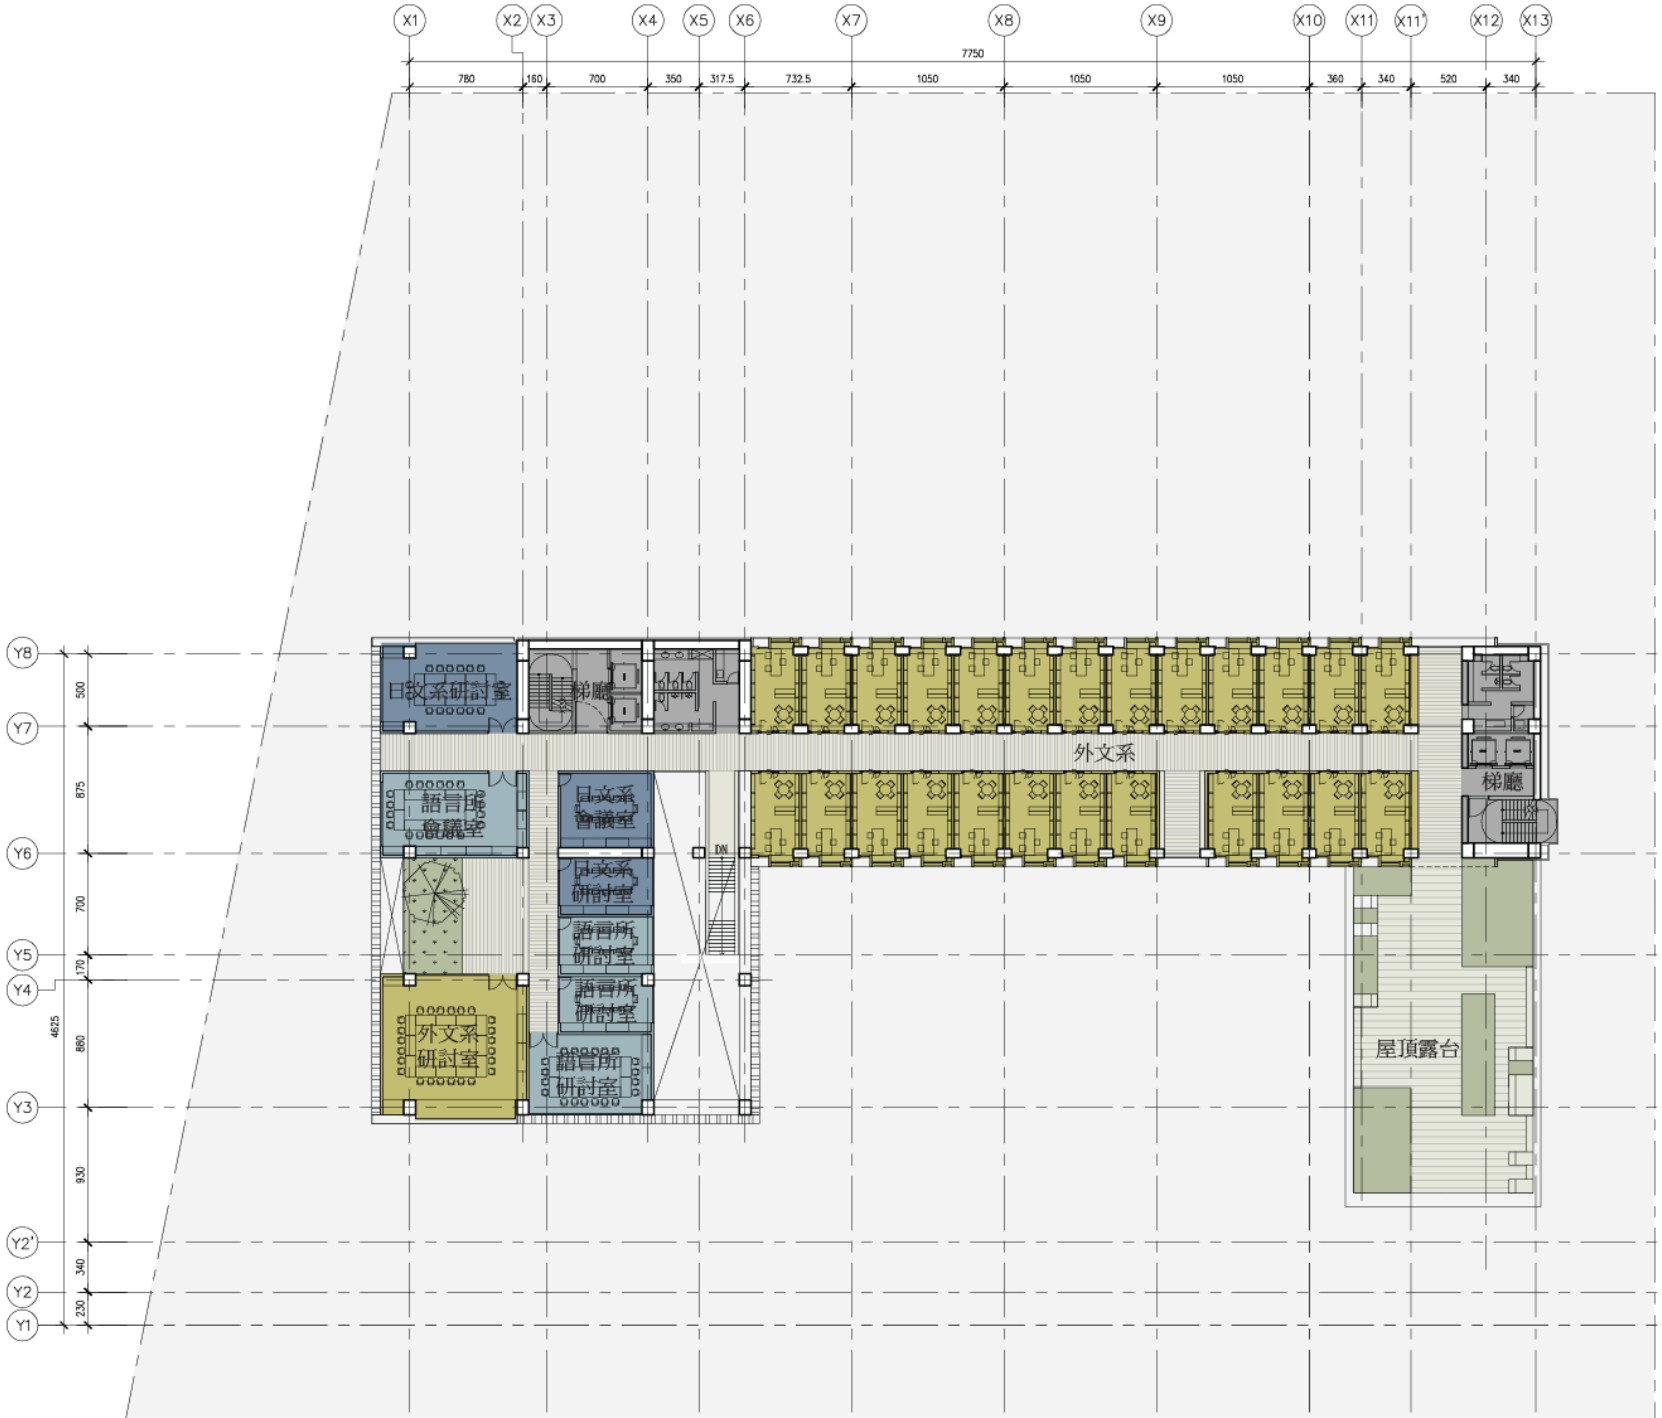 X1 X2 X3 X4 X5 X6 X7 X8 X9 X10 X11 X11' X12 X13
7750
780 160 700 350 317.5 732.5 1050 1050 1050 360 340 520 340
Y8
500
Y7
875
Y6
700
Y5
170
Y4
4625
880
Y3
930
Y2'
340
Y2
230
Y1
日文系研討室
梯廳
外文系
梯廳
語言所
會議室
日文系
會議室
DN
日文系
研討室
語言所
研討室
語言所
研討室
外文系
研討室
語言所
研討室
屋頂露台